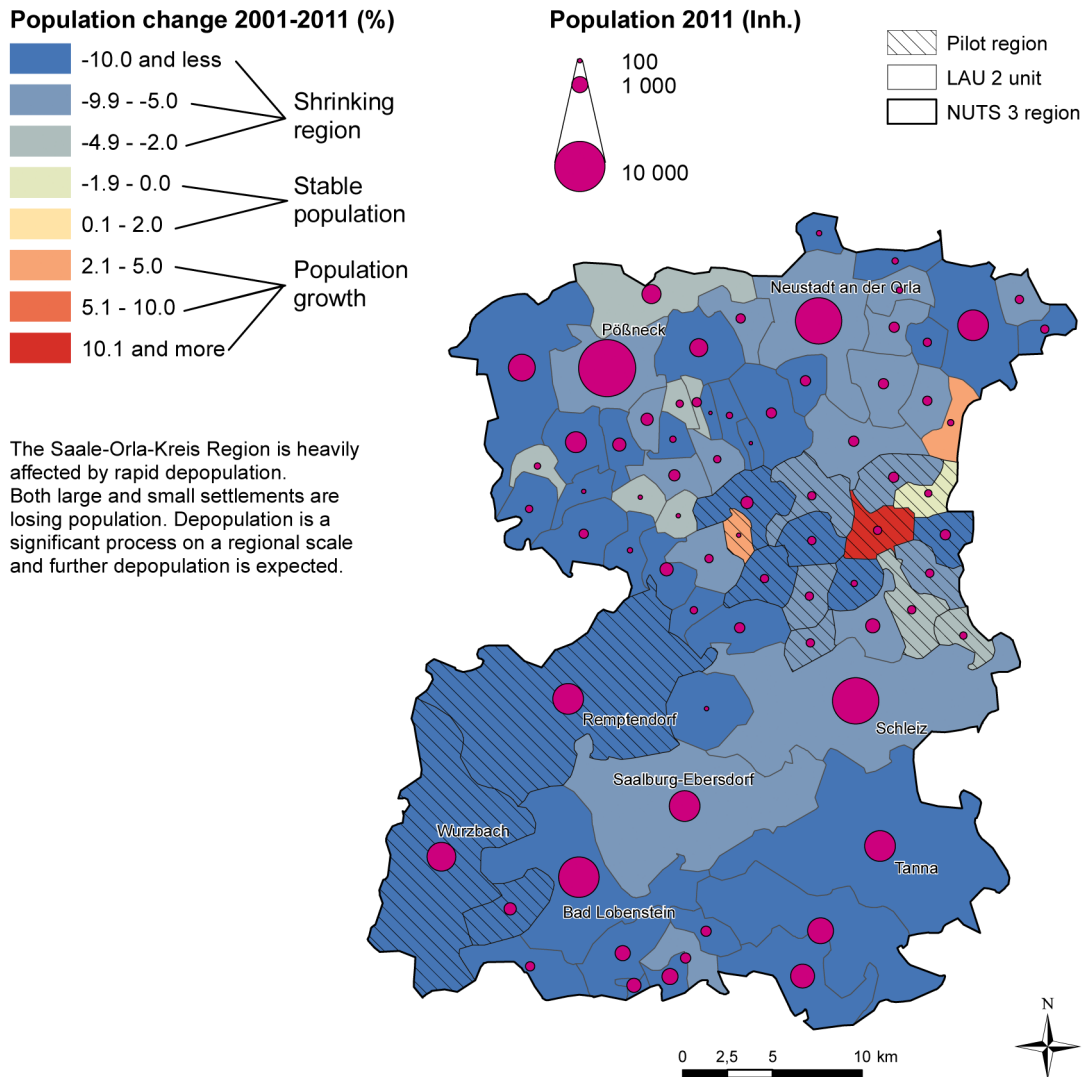 Population change 2001-2011 (%)
-10.0 and less
-9.9 - -5.0
-4.9 - -2.0
-1.9 - 0.0
0.1 - 2.0
2.1 - 5.0
5.1 - 10.0
10.1 and more
Shrinking
region
Stable
population
Population
growth
Population 2011 (Inh.)
100
1 000
10 000
Pilot region
LAU 2 unit
NUTS 3 region
The Saale-Orla-Kreis Region is heavily
affected by rapid depopulation.
Both large and small settlements are
losing population. Depopulation is a
significant process on a regional scale
and further depopulation is expected.
Neustadt an der Orla
Pößneck
Remptendorf
Schleiz
Saalburg-Ebersdorf
Wurzbach
Tanna
Bad Lobenstein
N
0 2,5 5 10 km